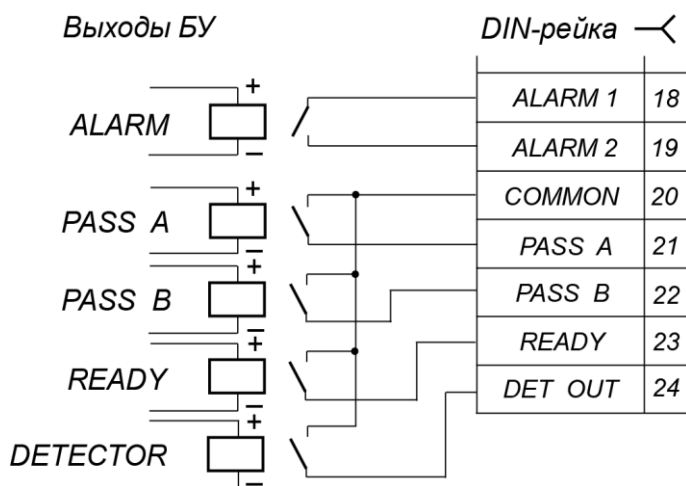 Выходы БУ
DIN-рейка
ALARM
+
−
PASS A
+
−
PASS B
+
−
READY
+
−
DETECTOR
+
−
ALARM 1 18
ALARM 2 19
COMMON 20
PASS A 21
PASS B 22
READY 23
DET OUT 24